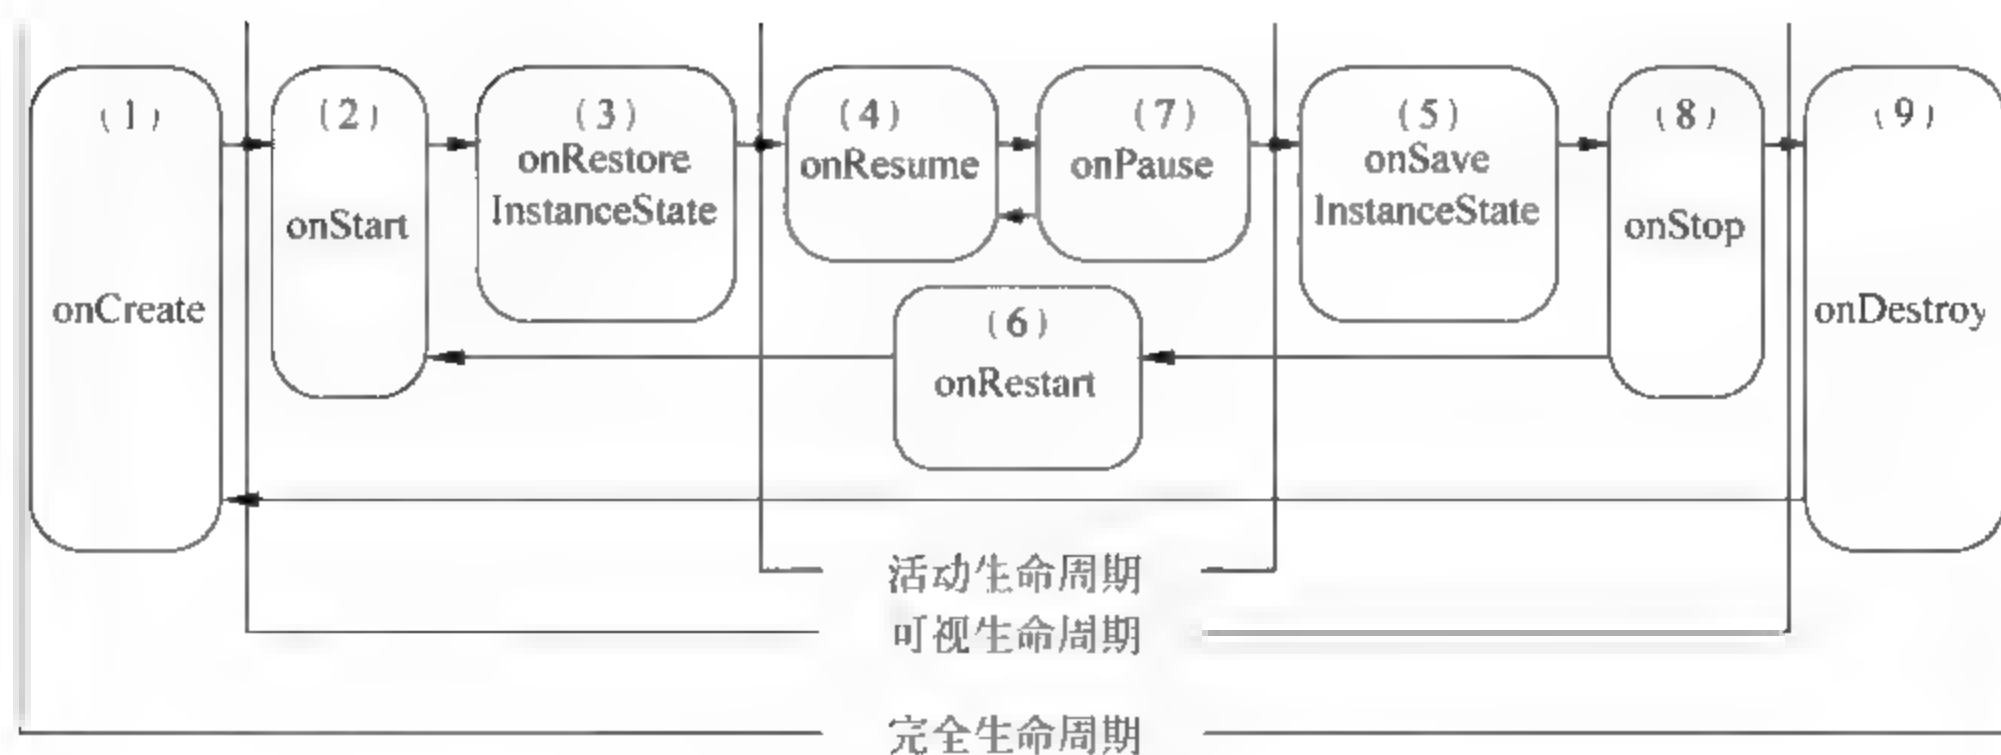 (1)
onCreate
(2)
onStart
(3)
onRestore
InstanceState
(4)
onResume
(7)
onPause
(5)
onSave
InstanceState
(8)
onStop
(9)
onDestroy
(6)
onRestart
活动生命周期
可视生命周期
完全生命周期